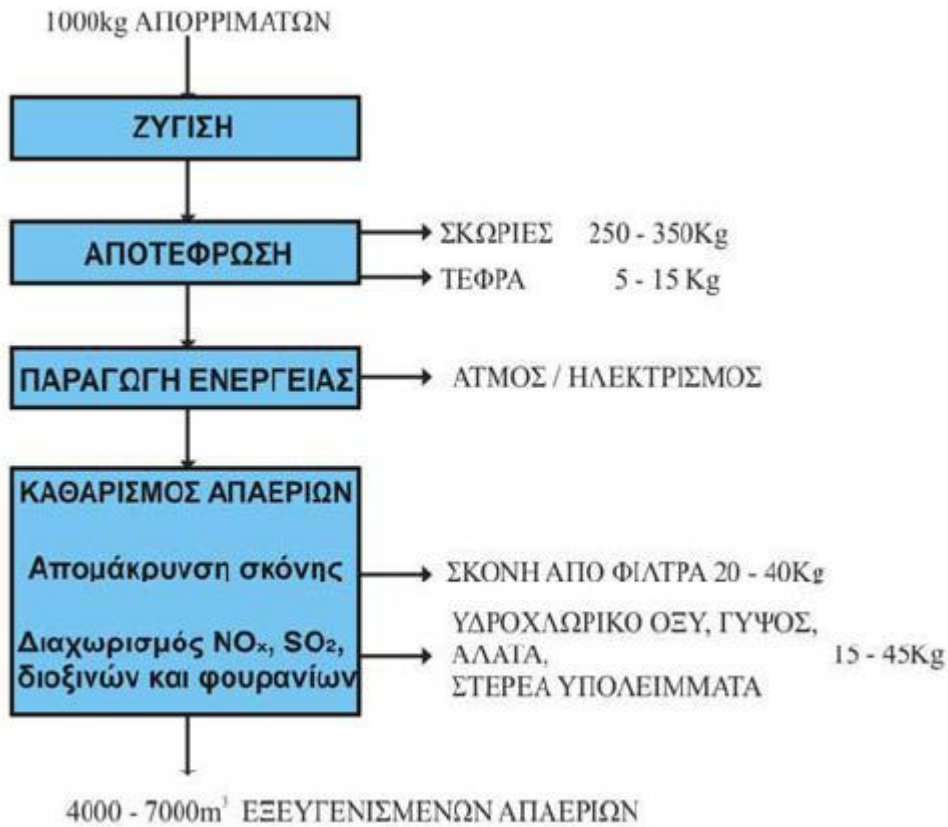 1000kg ΑΠΟΡΡΙΜΑΤΩΝ
ΖΥΓΙΣΗ
ΑΠΟΤΕΦΡΩΣΗ
ΣΚΩΡΙΕΣ 250 - 350Kg
ΤΕΦΡΑ 5 - 15 Kg
ΠΑΡΑΓΩΓΗ ΕΝΕΡΓΕΙΑΣ
ΑΤΜΟΣ / ΗΛΕΚΤΡΙΣΜΟΣ
ΚΑΘΑΡΙΣΜΟΣ ΑΠΑΕΡΙΩΝ
Απομάκρυνση σκόνης
ΣΚΟΝΗ ΑΠΟ ΦΙΛΤΡΑ 20 - 40Kg
Διαχωρισμός NOx, SO2,
διοξινών και φουρανίων
ΥΔΡΟΧΛΩΡΙΚΟ ΟΞΥ, ΓΥΨΟΣ,
ΑΛΑΤΑ, 15 - 45Kg
ΣΤΕΡΕΑ ΥΠΟΛΕΙΜΜΑΤΑ
4000 - 7000m³ ΕΞΕΥΓΕΝΙΣΜΕΝΩΝ ΑΠΑΕΡΙΩΝ